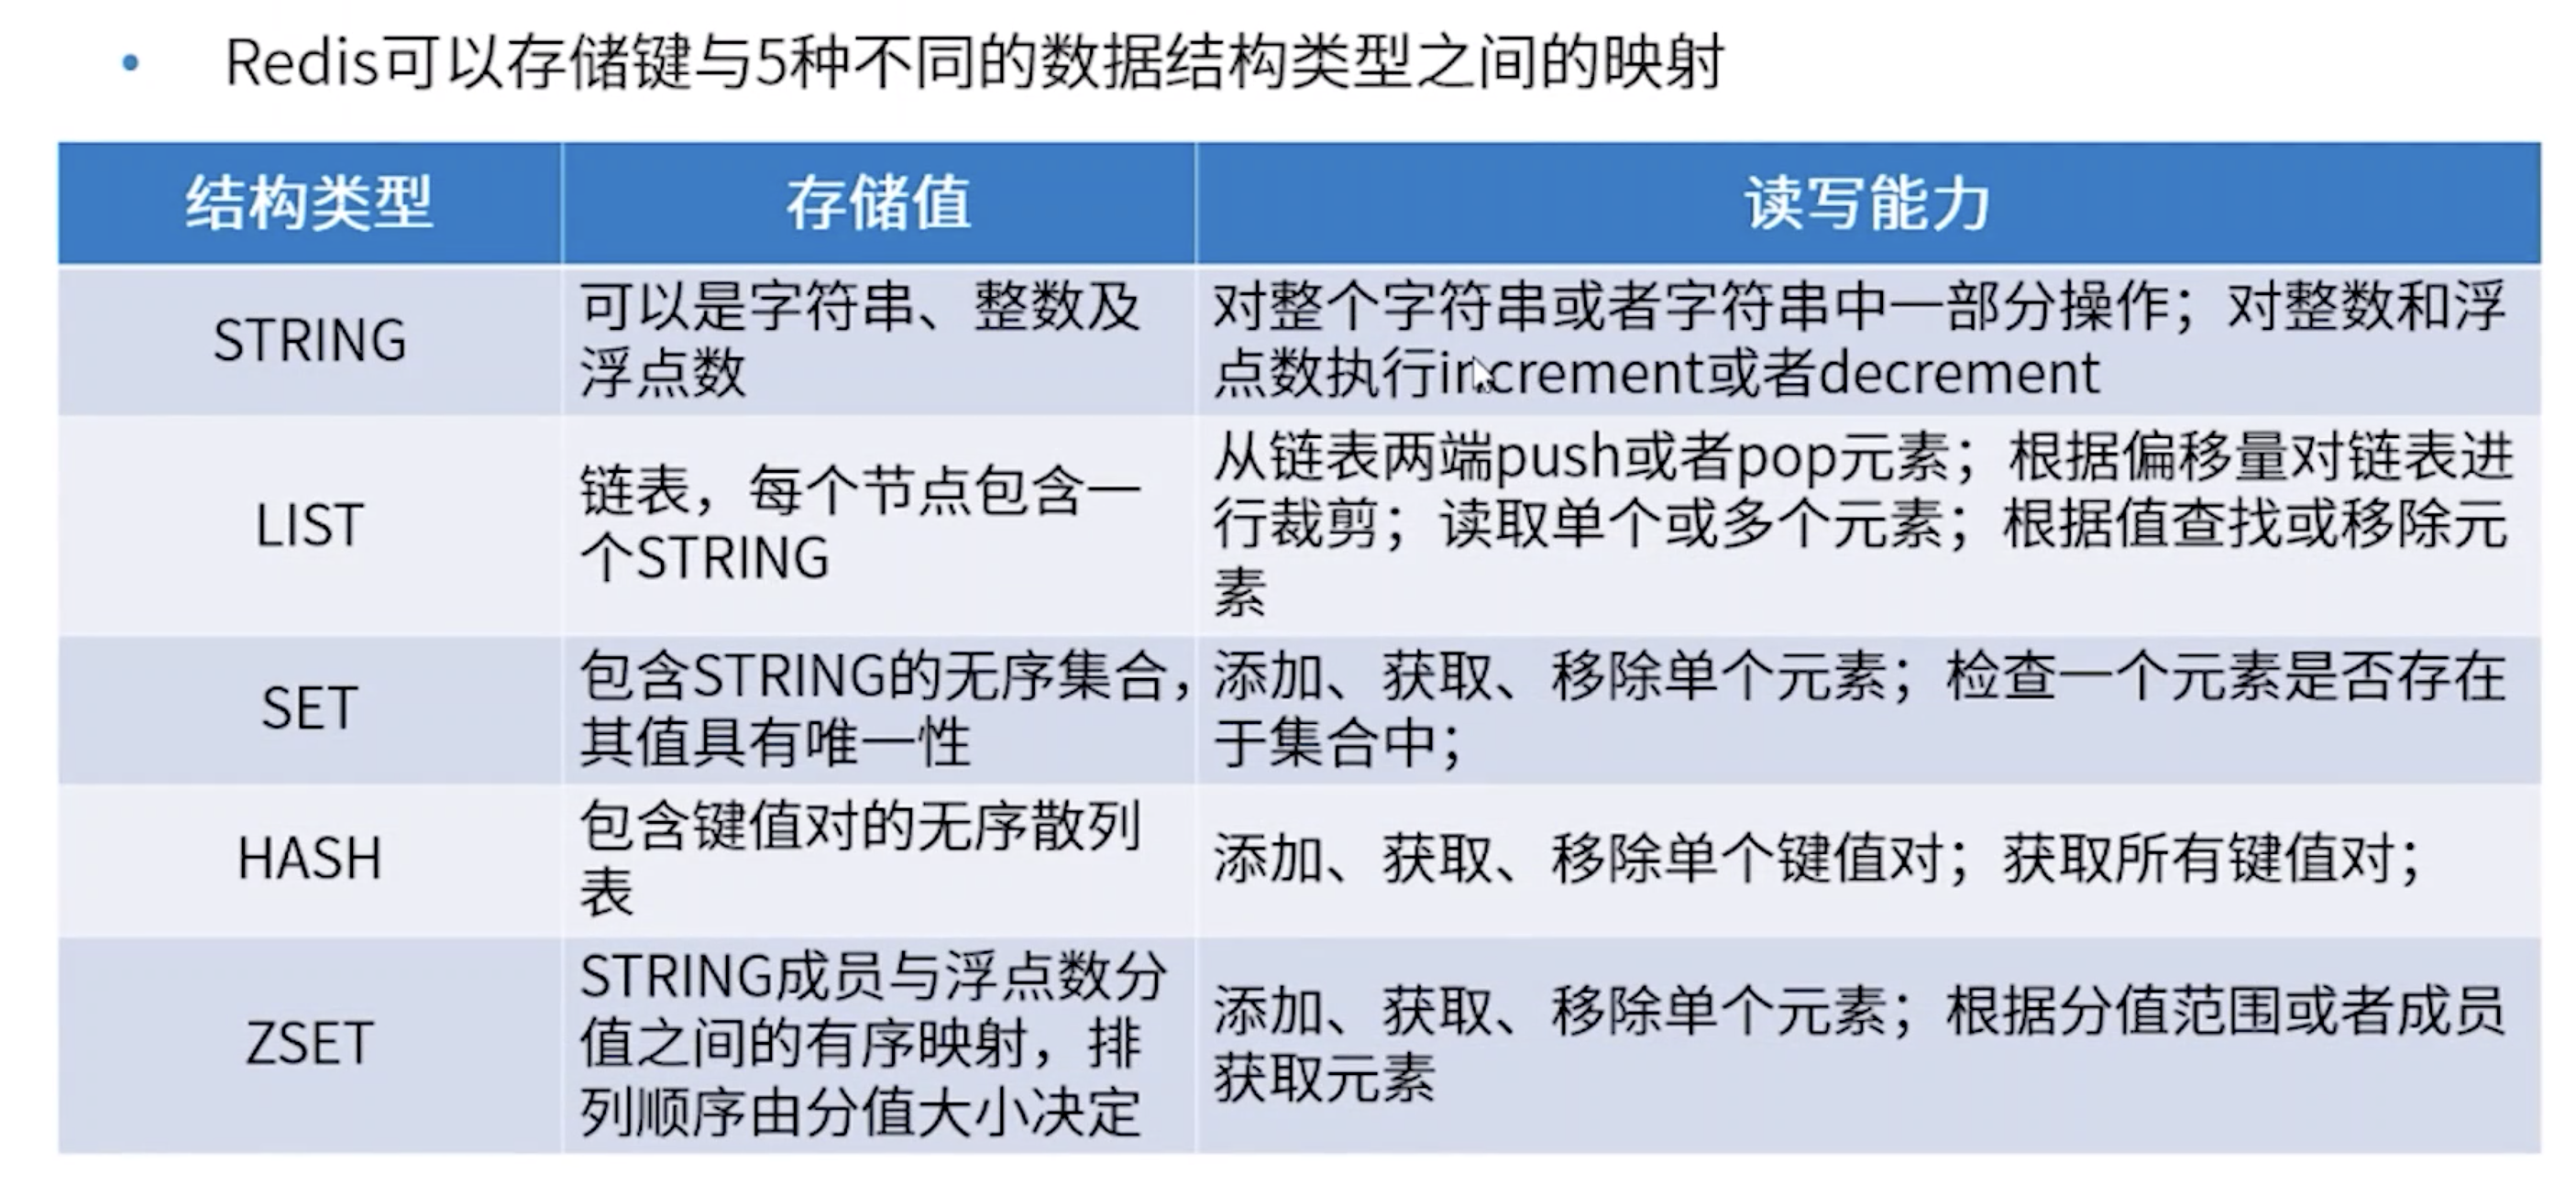 • Redis可以存储键与5种不同的数据结构类型之间的映射
结构类型 存储值 读写能力
STRING
可以是字符串、整数及
浮点数
对整个字符串或者字符串中一部分操作；对整数和浮
点数执行increment或者decrement
LIST
链表，每个节点包含一
个STRING
从链表两端push或者pop元素；根据偏移量对链表进
行裁剪；读取单个或多个元素；根据值查找或移除元
素
SET
包含STRING的无序集合，
其值具有唯一性
添加、获取、移除单个元素；检查一个元素是否存在
于集合中；
HASH
包含键值对的无序散列
表
添加、获取、移除单个键值对；获取所有键值对；
ZSET
STRING成员与浮点数分
值之间的有序映射，排
列顺序由分值大小决定
添加、获取、移除单个元素；根据分值范围或者成员
获取元素